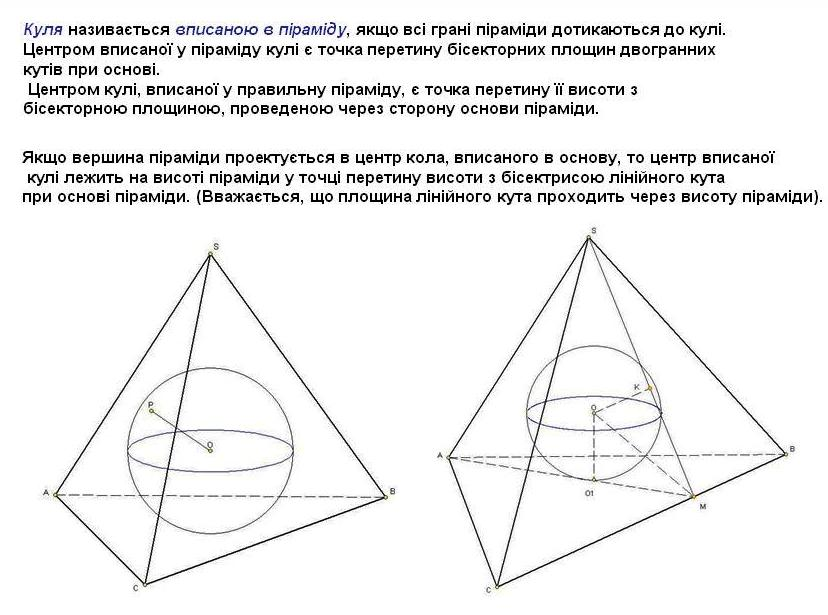 Куля називається вписаною в піраміду, якщо всі грані піраміди дотикаються до кулі.
Центром вписаної у піраміду кулі є точка перетину бісекторних площин двогранних
кутів при основі.
Центром кулі, вписаної у правильну піраміду, є точка перетину її висоти з
бісекторною площиною, проведеною через сторону основи піраміди.
Якщо вершина піраміди проектується в центр кола, вписаного в основу, то центр вписаної
кулі лежить на висоті піраміди у точці перетину висоти з бісектрисою лінійного кута
при основі піраміди. (Вважається, що площина лінійного кута проходить через висоту піраміди).
S
P
O
A
B
C
S
K
O
A
B
O1
M
C